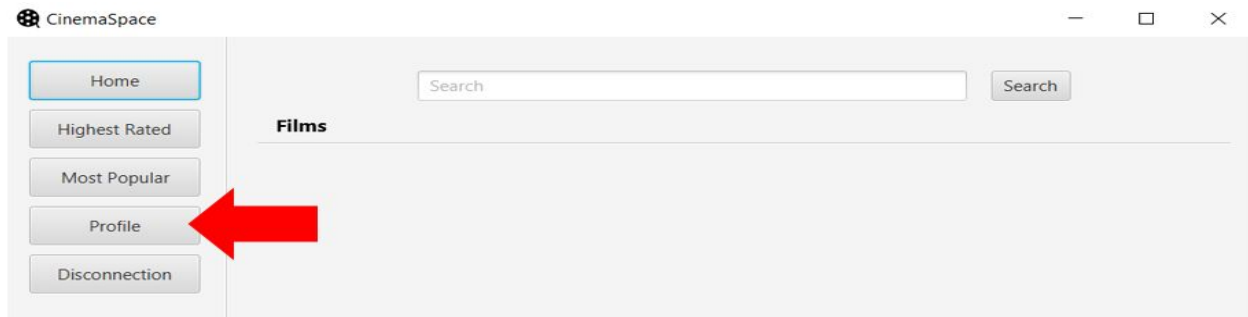 CinemaSpace
Home
Highest Rated
Most Popular
Profile
Disconnection
Search
Search
Films